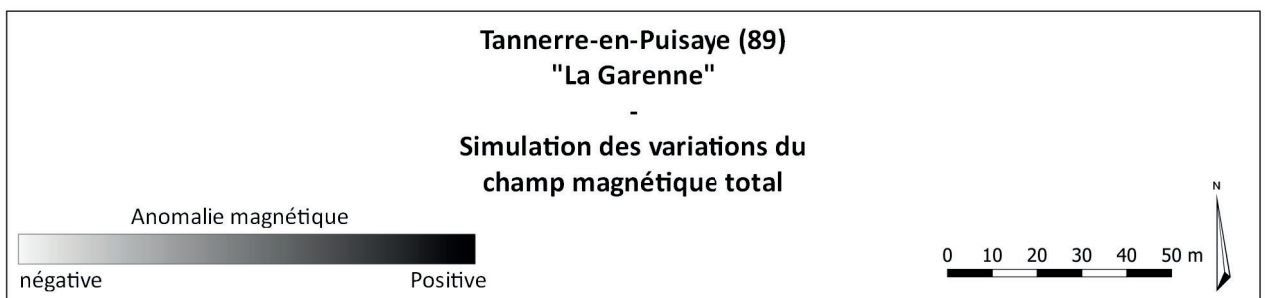 Tannerre-en-Puisaye (89)
"La Garenne"
-
Simulation des variations du
champ magnétique total
Anomalie magnétique
négative Positive
0 10 20 30 40 50 m
N